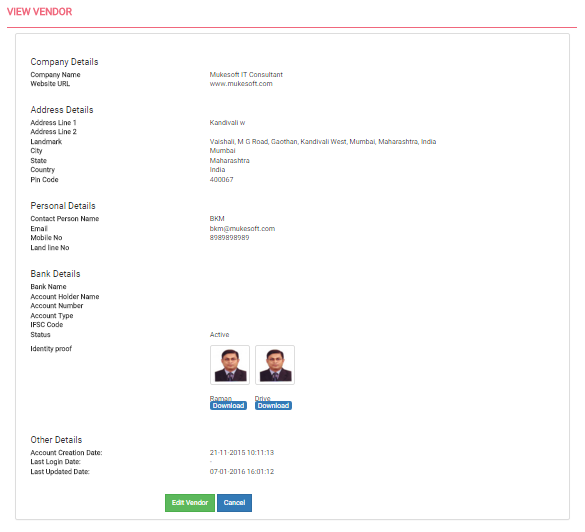 VIEW VENDOR
Company Details
Company Name Mukesoft IT Consultant
Website URL www.mukesoft.com
Address Details
Address Line 1 Kandivali w
Address Line 2
Landmark Vaishali, M G Road, Gaothan, Kandivali West, Mumbai, Maharashtra, India
City Mumbai
State Maharashtra
Country India
Pin Code 400067
Personal Details
Contact Person Name BKM
Email bkm@mukesoft.com
Mobile No 8989898989
Land line No
Bank Details
Bank Name
Account Holder Name
Account Number
Account Type
IFSC Code
Status Active
Identity proof
Raman Drive
Download Download
Other Details
Account Creation Date: 21-11-2015 10:11:13
Last Login Date: -
Last Updated Date: 07-01-2016 16:01:12
Edit Vendor Cancel